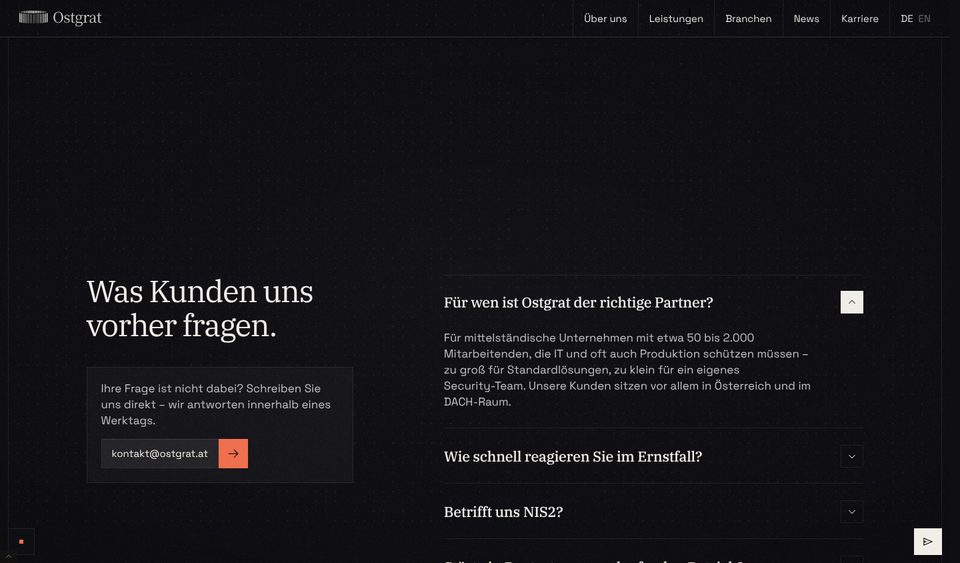 Ostgrat
Über uns
Leistungen
Branchen
News
Karriere
DE EN
Was Kunden uns
vorher fragen.
Ihre Frage ist nicht dabei? Schreiben Sie
uns direkt – wir antworten innerhalb eines
Werktags.
kontakt@ostgrat.at
Für wen ist Ostgrat der richtige Partner?
Für mittelständische Unternehmen mit etwa 50 bis 2.000
Mitarbeitenden, die IT und oft auch Produktion schützen müssen –
zu groß für Standardlösungen, zu klein für ein eigenes
Security-Team. Unsere Kunden sitzen vor allem in Österreich und im
DACH-Raum.
Wie schnell reagieren Sie im Ernstfall?
Betrifft uns NIS2?